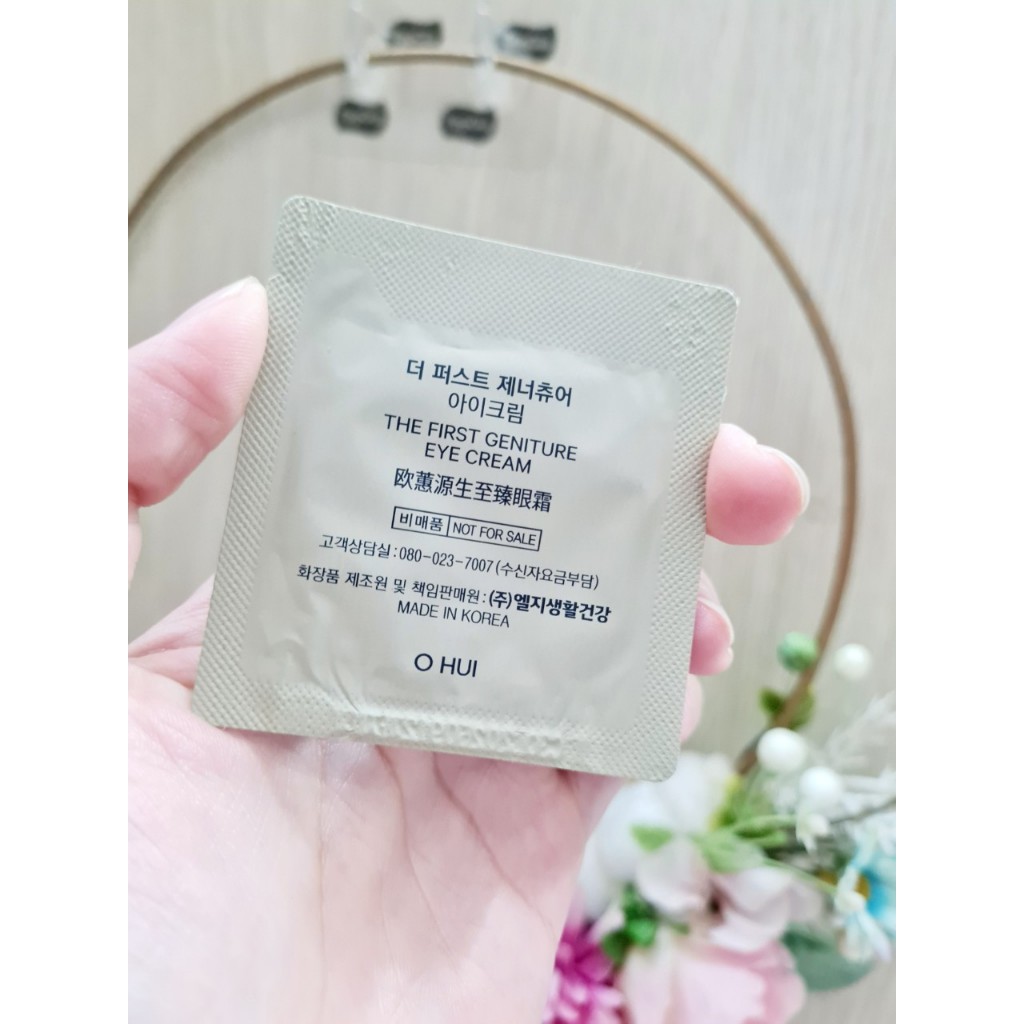 더 퍼스트 제너츄어
아이크림
THE FIRST GENITURE
EYE CREAM
欧蕙源生至臻眼霜
비매품 NOT FOR SALE
고객상담실 : 080-023-7007 (수신자요금부담)
화장품 제조원 및 책임판매원 : (주)엘지생활건강
MADE IN KOREA
O HUI